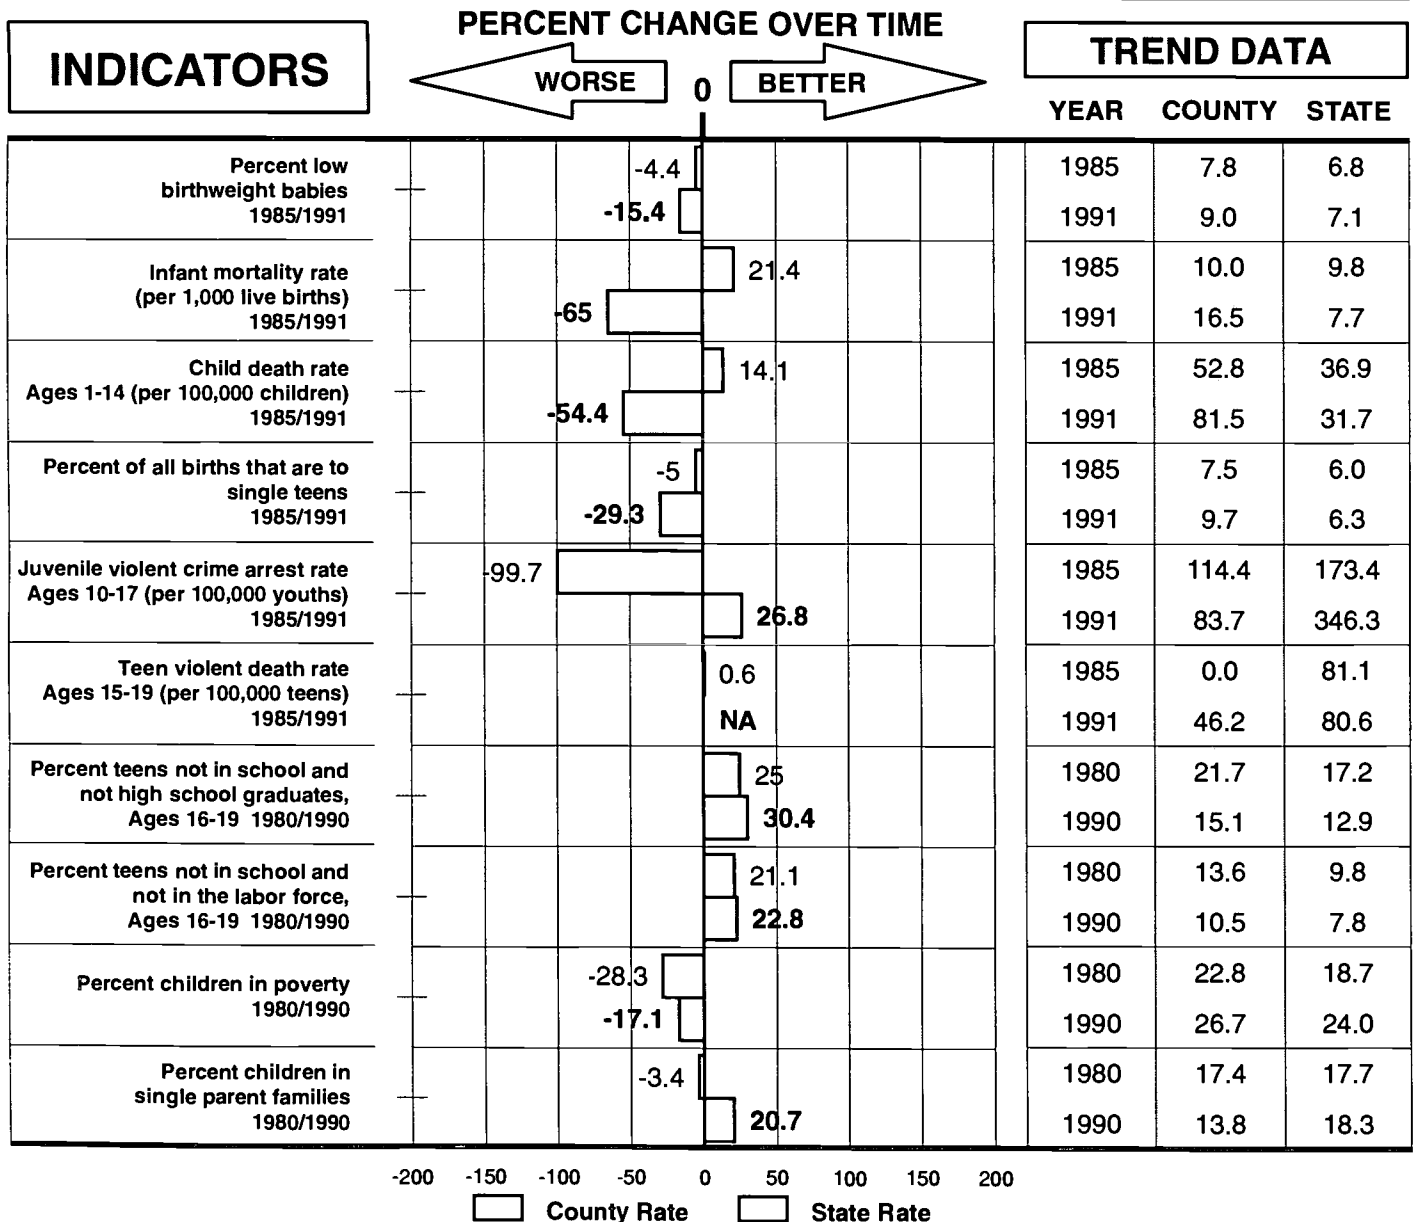 PERCENT CHANGE OVER TIME
INDICATORS
WORSE 0 BETTER
TREND DATA
YEAR COUNTY STATE
Percent low
birthweight babies
1985/1991
-4.4
-15.4
1985 7.8 6.8
1991 9.0 7.1
Infant mortality rate
(per 1,000 live births)
1985/1991
21.4
-65
1985 10.0 9.8
1991 16.5 7.7
Child death rate
Ages 1-14 (per 100,000 children)
1985/1991
14.1
-54.4
1985 52.8 36.9
1991 81.5 31.7
Percent of all births that are to
single teens
1985/1991
-5
-29.3
1985 7.5 6.0
1991 9.7 6.3
Juvenile violent crime arrest rate
Ages 10-17 (per 100,000 youths)
1985/1991
-99.7
26.8
1985 114.4 173.4
1991 83.7 346.3
Teen violent death rate
Ages 15-19 (per 100,000 teens)
1985/1991
0.6
NA
1985 0.0 81.1
1991 46.2 80.6
Percent teens not in school and
not high school graduates,
Ages 16-19 1980/1990
25
30.4
1980 21.7 17.2
1990 15.1 12.9
Percent teens not in school and
not in the labor force,
Ages 16-19 1980/1990
21.1
22.8
1980 13.6 9.8
1990 10.5 7.8
Percent children in poverty
1980/1990
-28.3
-17.1
1980 22.8 18.7
1990 26.7 24.0
Percent children in
single parent families
1980/1990
-3.4
20.7
1980 17.4 17.7
1990 13.8 18.3
-200 -150 -100 -50 0 50 100 150 200
County Rate State Rate